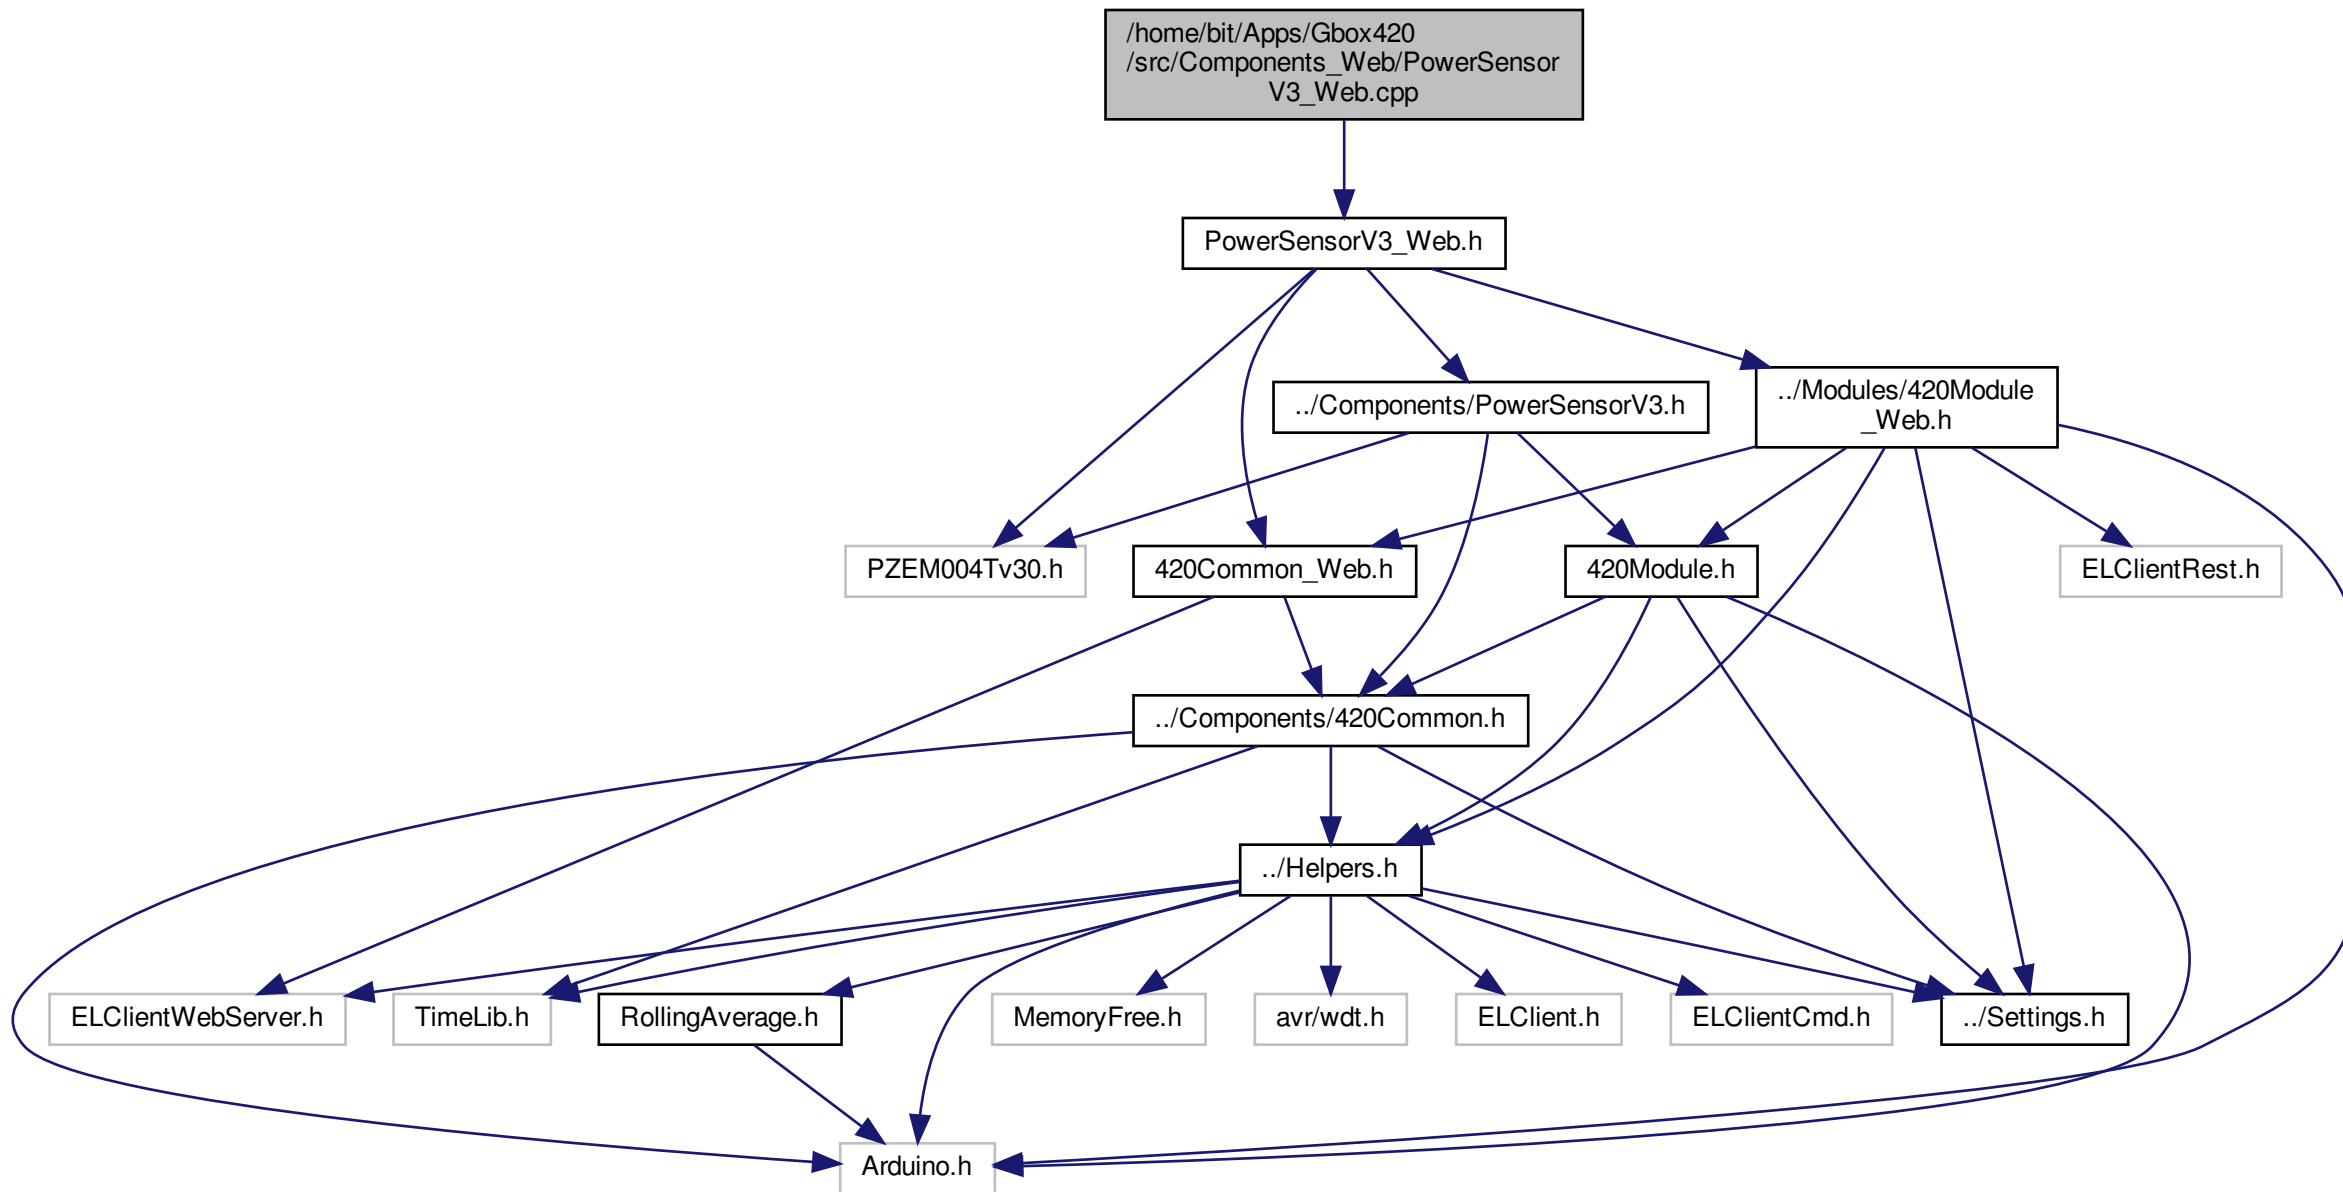 /home/bit/Apps/Gbox420
/src/Components_Web/PowerSensor
V3_Web.cpp
PowerSensorV3_Web.h
../Components/PowerSensorV3.h
../Modules/420Module
_Web.h
PZEM004Tv30.h
420Common_Web.h
420Module.h
ELClientRest.h
../Components/420Common.h
../Helpers.h
ELClientWebServer.h
TimeLib.h
RollingAverage.h
MemoryFree.h
avr/wdt.h
ELClient.h
ELClientCmd.h
../Settings.h
Arduino.h